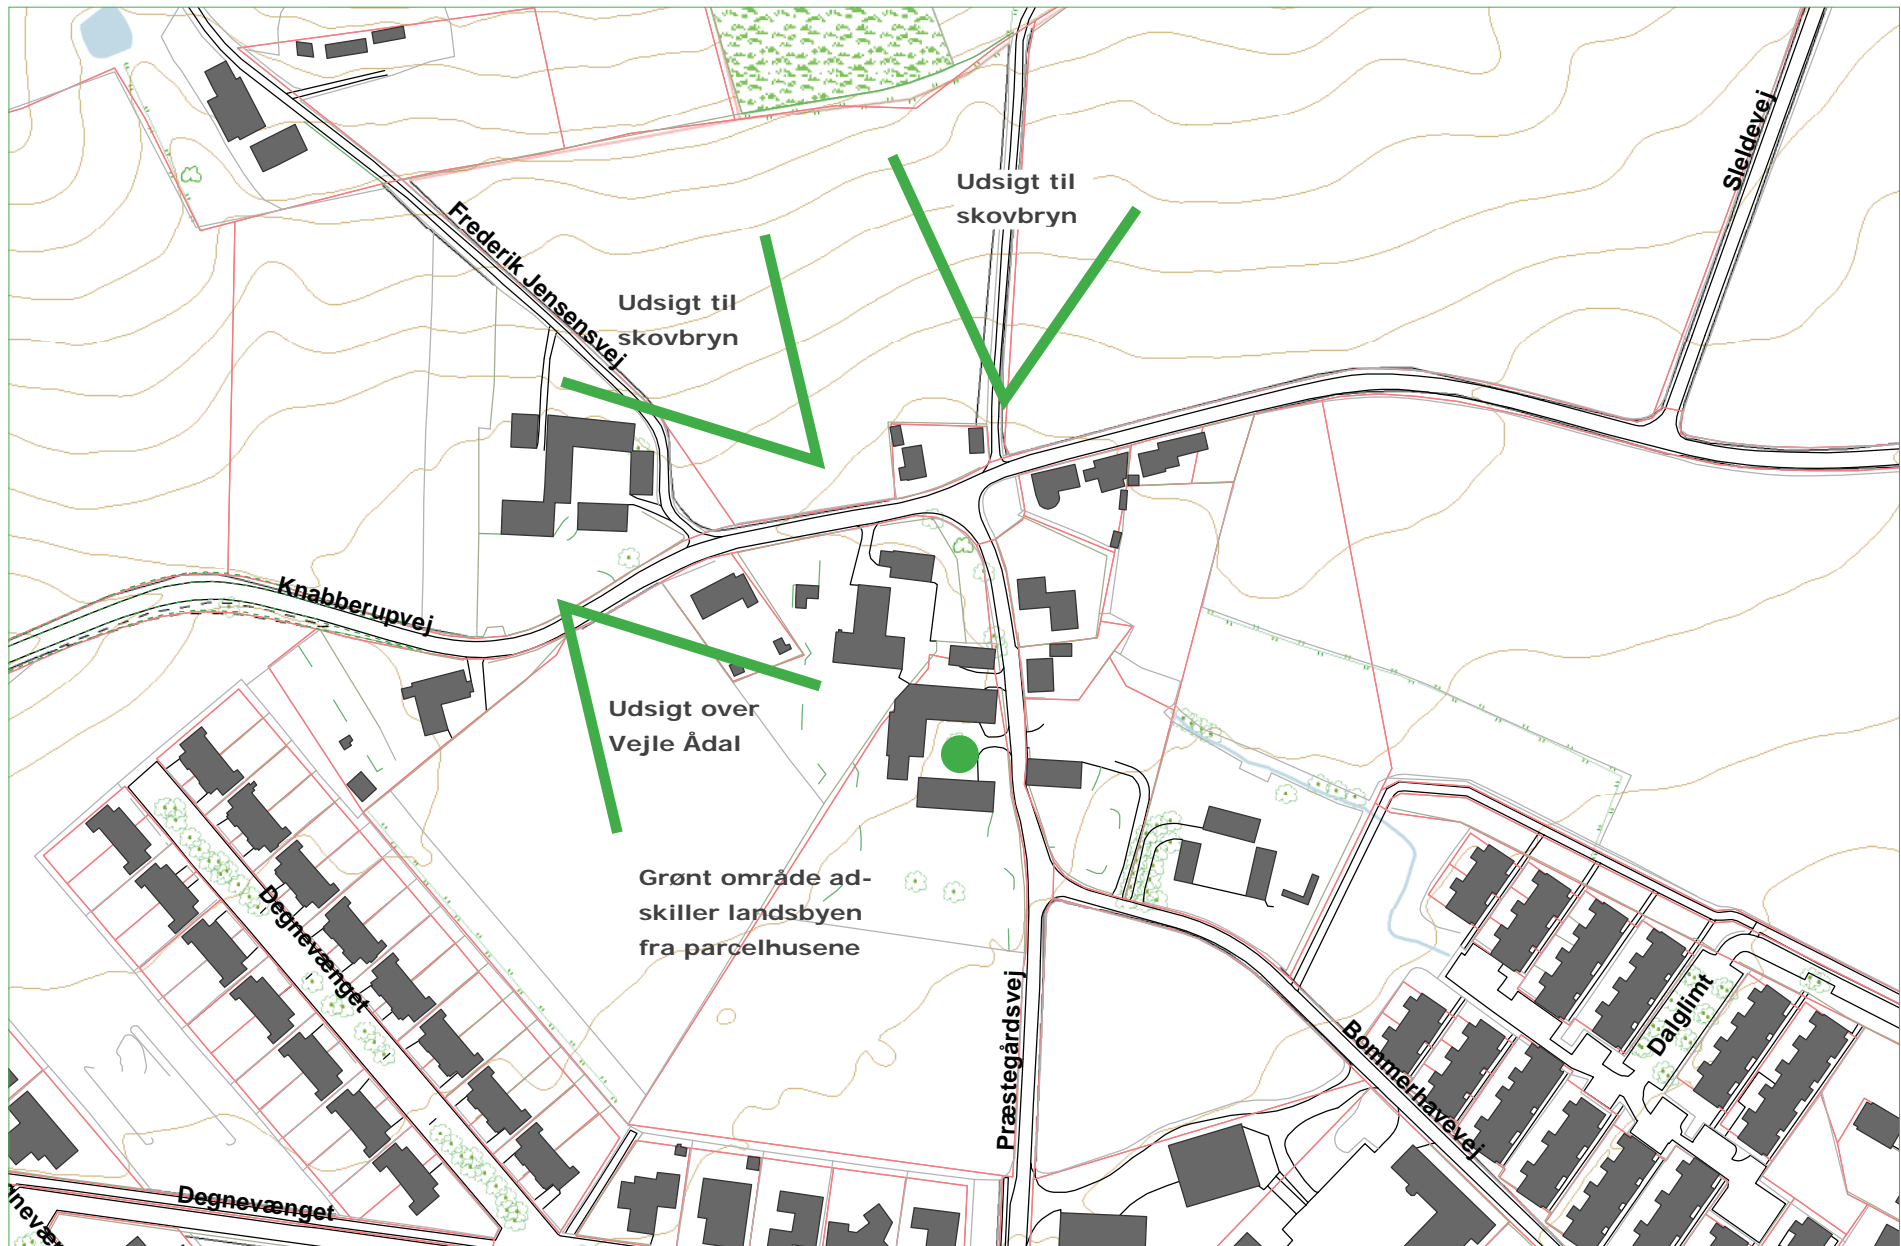 Udsigt til
skovbryn
Sleldevej
Frederik Jensensvej
Udsigt til
skovbryn
Knabberupvej
Udsigt over
Vejle Ådal
Grønt område ad-
skiller landsbyen
fra parcelhusene
Degnevænget
Præstegårdsvej
Bommerhavevej
Dalglimt
Degnevænget